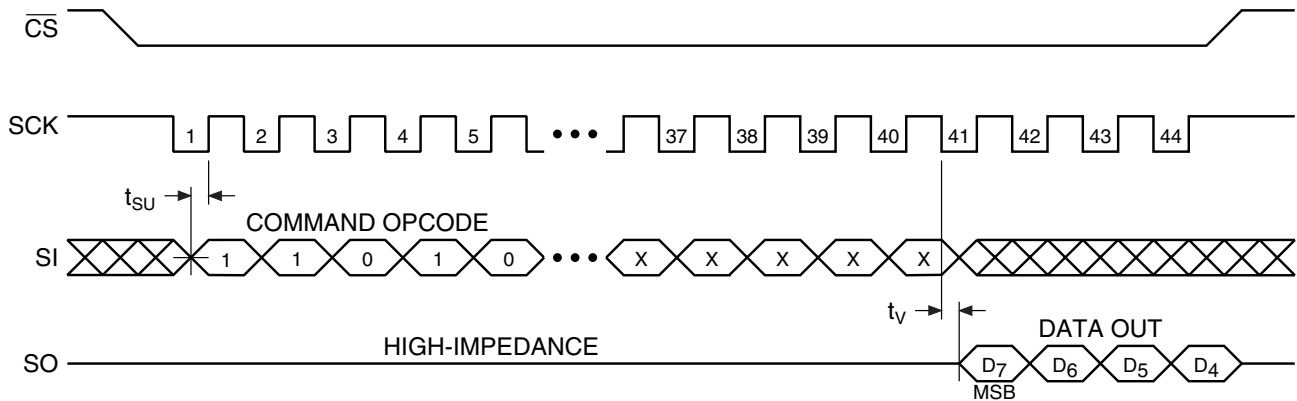 CS
SCK 1 2 3 4 5 ••• 37 38 39 40 41 42 43 44
tSU
COMMAND OPCODE
SI 1 1 0 1 0 ••• X X X X X
tV
DATA OUT
HIGH-IMPEDANCE
SO D7 D6 D5 D4
MSB